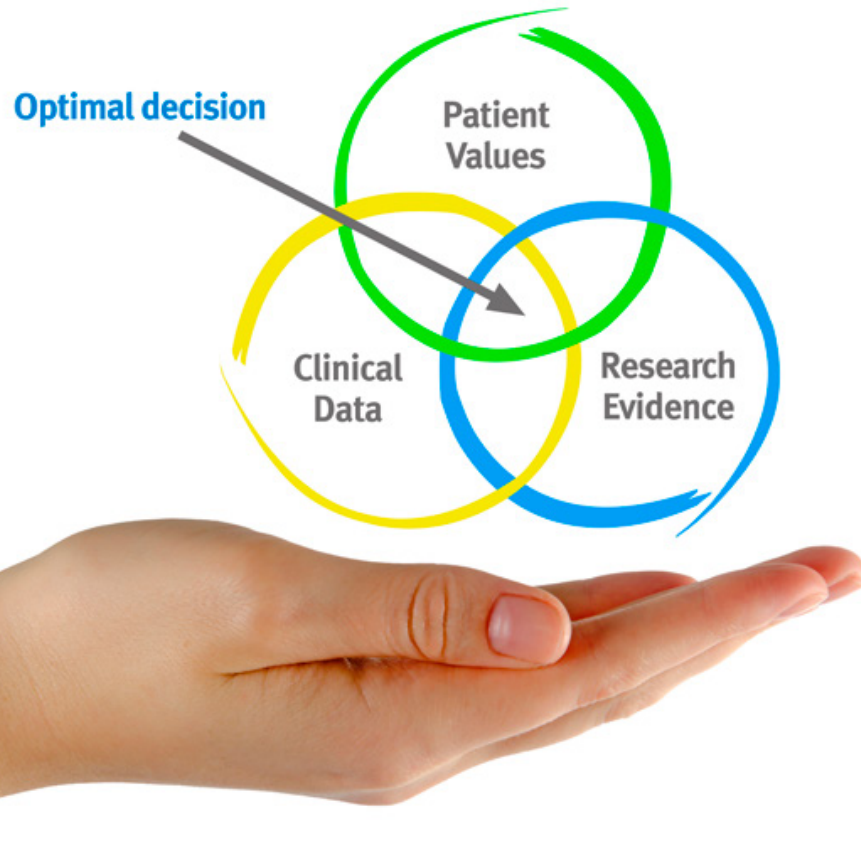 Optimal decision
Patient
Values
Clinical
Data
Research
Evidence